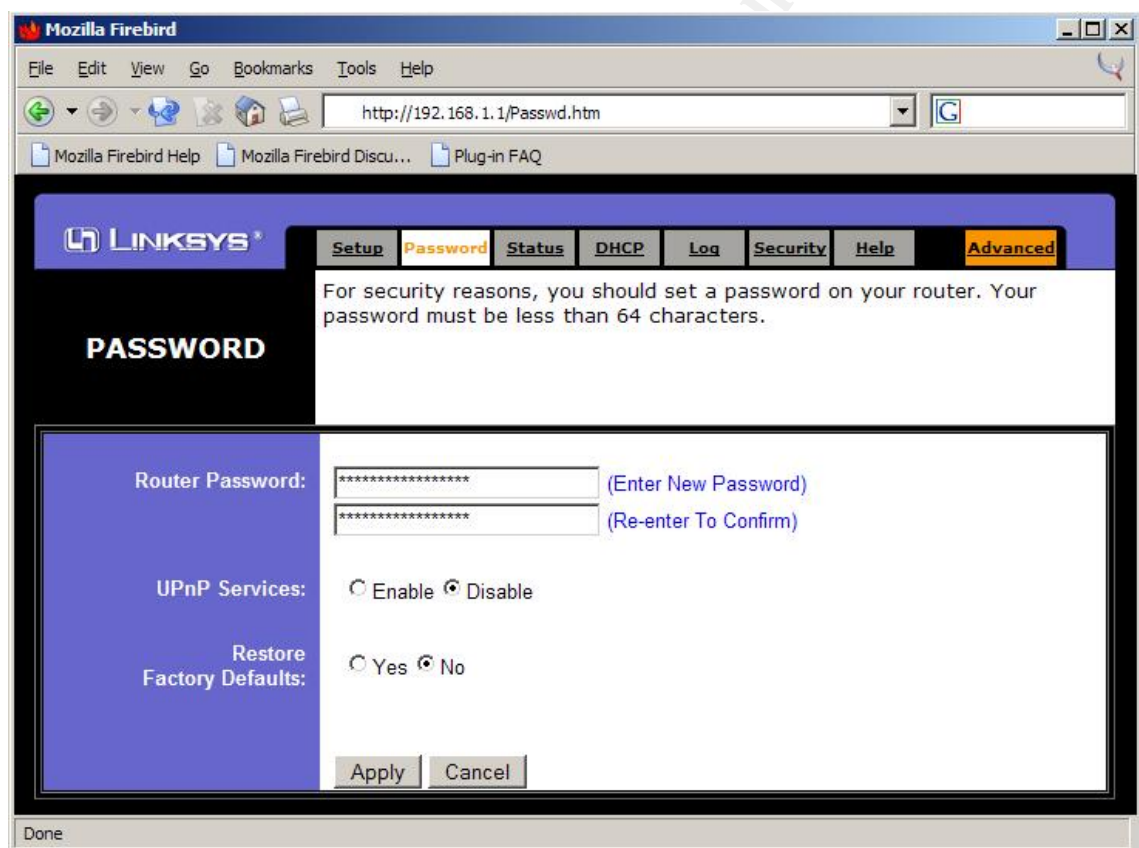 Mozilla Firebird
File Edit View Go Bookmarks Tools Help
http://192.168.1.1/Passwd.htm G
Mozilla Firebird Help Mozilla Firebird Discu... Plug-in FAQ
LINKSYS®
Setup Password Status DHCP Log Security Help Advanced
PASSWORD
For security reasons, you should set a password on your router. Your
password must be less than 64 characters.
Router Password: ***************** (Enter New Password)
***************** (Re-enter To Confirm)
UPnP Services: Enable Disable
Restore
Factory Defaults: Yes No
Apply Cancel
Done